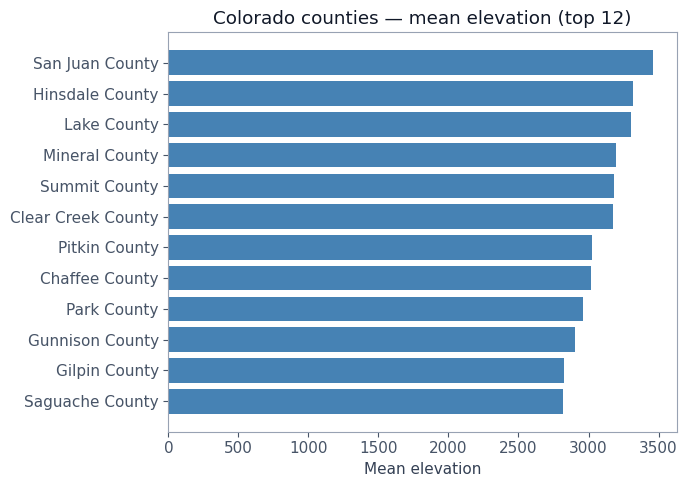 Colorado counties — mean elevation (top 12)
San Juan County
Hinsdale County
Lake County
Mineral County
Summit County
Clear Creek County
Pitkin County
Chaffee County
Park County
Gunnison County
Gilpin County
Saguache County
0 500 1000 1500 2000 2500 3000 3500
Mean elevation